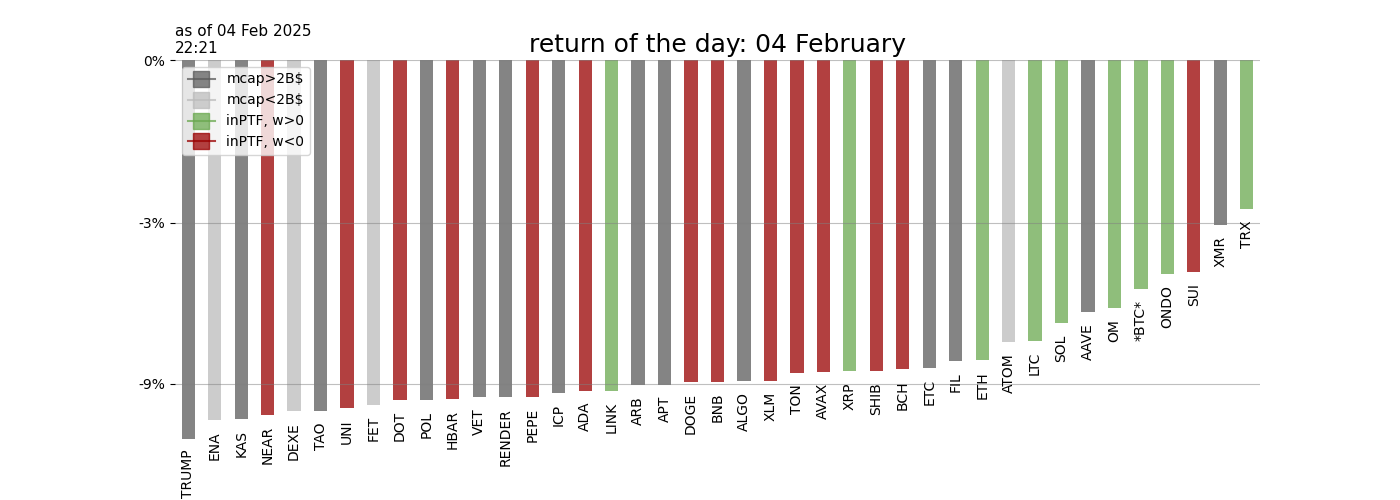 as of 04 Feb 2025
22:21
return of the day: 04 February
0%
-3%
-9%
mcap>2B$
mcap<2B$
inPTF, w>0
inPTF, w<0
TRUMP
ENA
KAS
NEAR
DEXE
TAO
UNI
FET
DOT
POL
HBAR
VET
RENDER
PEPE
ICP
ADA
LINK
ARB
APT
DOGE
BNB
ALGO
XLM
TON
AVAX
XRP
SHIB
BCH
ETC
FIL
ETH
ATOM
LTC
SOL
AAVE
OM
*BTC*
ONDO
SUI
XMR
TRX